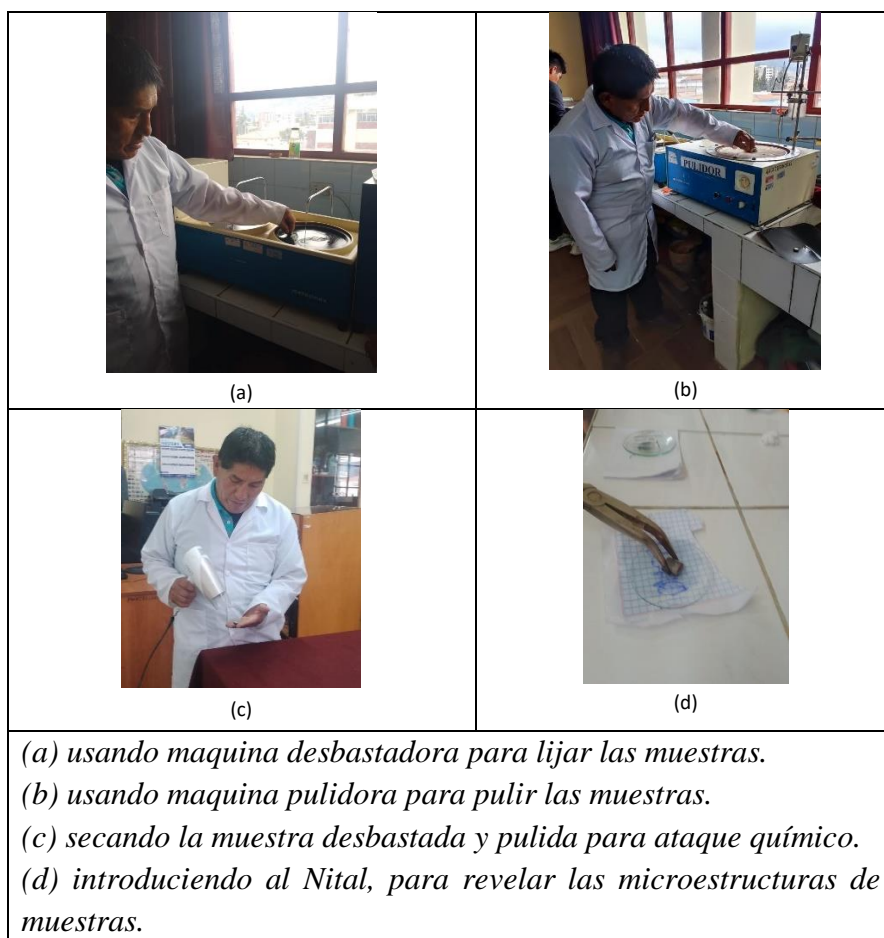 PULIDOR
(a)
(b)
(c)
(d)
(a) usando maquina desbastadora para lijar las muestras.
(b) usando maquina pulidora para pulir las muestras.
(c) secando la muestra desbastada y pulida para ataque químico.
(d) introduciendo al Nital, para revelar las microestructuras de
muestras.